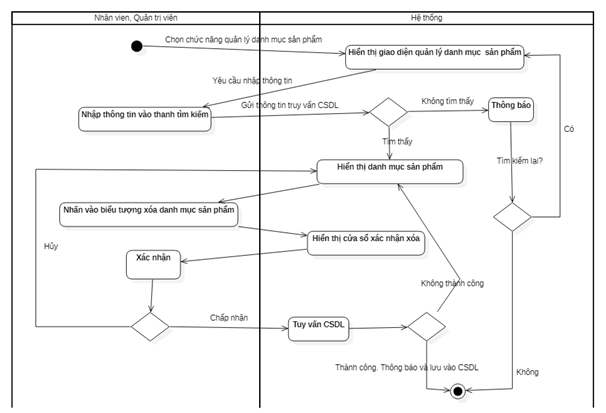 Nhân vien, Quản trị viên
Hệ thống
Chọn chức năng quản lý danh mục sản phẩm
Hiển thị giao diện quản lý danh mục sản phẩm
Yêu cầu nhập thông tin
Nhập thông tin vào thanh tìm kiếm
Gửi thông tin truy vấn CSDL
Không tìm thấy
Thông báo
Có
Tìm thấy
Tìm kiếm lại?
Hiển thị danh mục sản phẩm
Nhấn vào biểu tượng xóa danh mục sản phẩm
Hiển thị cửa sổ xác nhận xóa
Hủy
Xác nhận
Không thành công
Chấp nhận
Tuy vấn CSDL
Thành công. Thông báo và lưu vào CSDL
Không